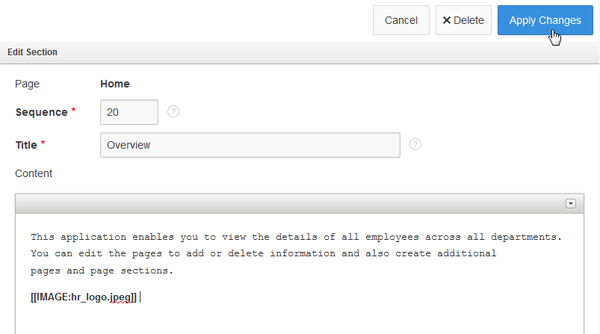 Cancel Delete Apply Changes
Edit Section
Page Home
Sequence * 20 ?
Title * Overview ?
Content
This application enables you to view the details of all employees across all departments.
You can edit the pages to add or delete information and also create additional
pages and page sections.
[[IMAGE:hr_logo.jpeg]]